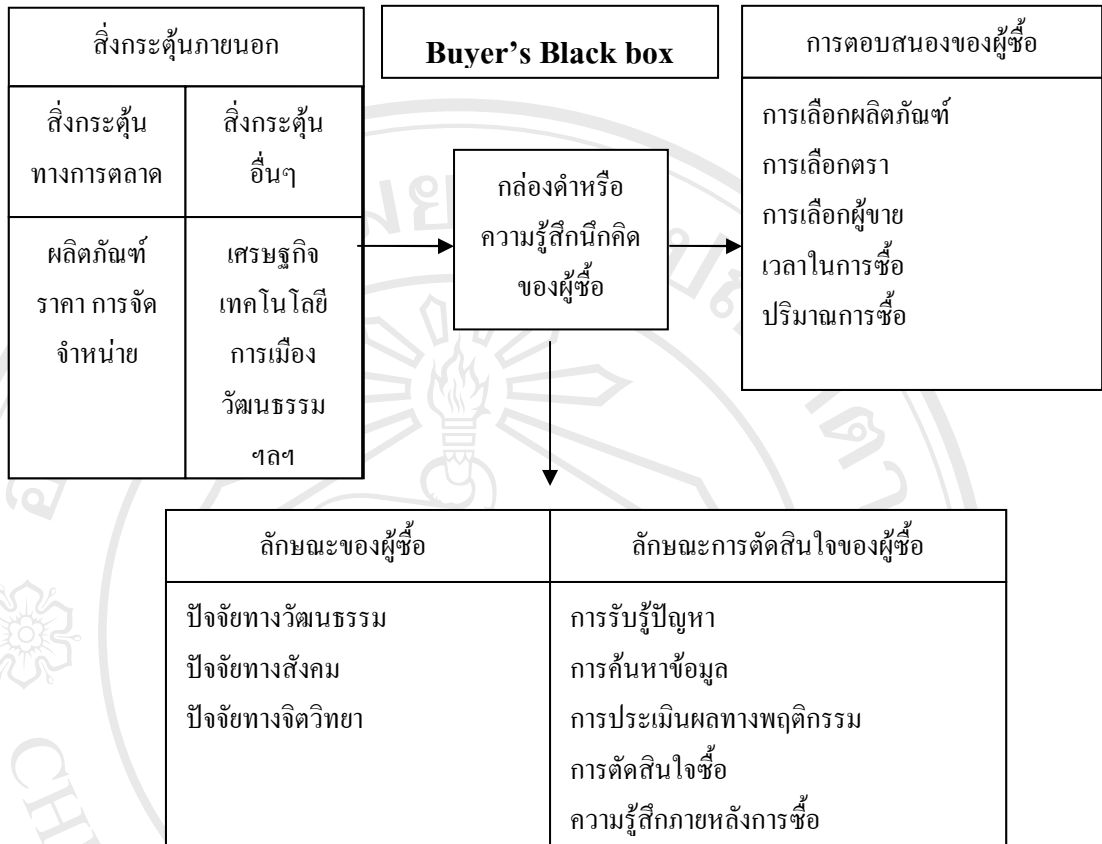 สิ่งกระตุ้นภายนอก
สิ่งกระตุ้น
ทางการตลาด
สิ่งกระตุ้น
อื่นๆ
ผลิตภัณฑ์
ราคา การจัด
จำหน่าย
เศรษฐกิจ
เทคโนโลยี
การเมือง
วัฒนธรรม
ฯลฯ
Buyer’s Black box
กล่องดำหรือ
ความรู้สึกนึกคิด
ของผู้ซื้อ
การตอบสนองของผู้ซื้อ
การเลือกผลิตภัณฑ์
การเลือกตรา
การเลือกผู้ขาย
เวลาในการซื้อ
ปริมาณการซื้อ
ลักษณะของผู้ซื้อ
ปัจจัยทางวัฒนธรรม
ปัจจัยทางสังคม
ปัจจัยทางจิตวิทยา
ลักษณะการตัดสินใจของผู้ซื้อ
การรับรู้ปัญหา
การค้นหาข้อมูล
การประเมินผลทางพฤติกรรม
การตัดสินใจซื้อ
ความรู้สึกภายหลังการซื้อ